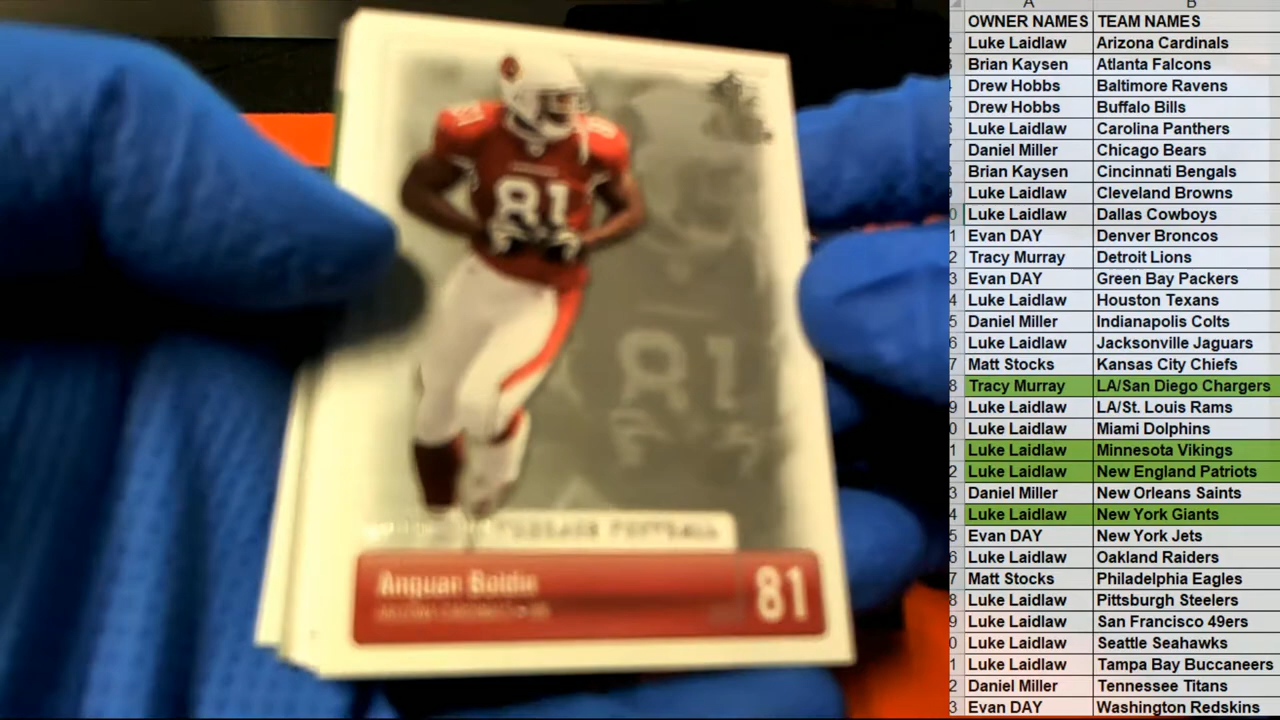 81
81
81
Anquan Boldin
81
A
B
OWNER NAMES TEAM NAMES
Luke Laidlaw Arizona Cardinals
Brian Kaysen Atlanta Falcons
Drew Hobbs Baltimore Ravens
Drew Hobbs Buffalo Bills
Luke Laidlaw Carolina Panthers
Daniel Miller Chicago Bears
Brian Kaysen Cincinnati Bengals
Luke Laidlaw Cleveland Browns
Luke Laidlaw Dallas Cowboys
Evan DAY Denver Broncos
Tracy Murray Detroit Lions
Evan DAY Green Bay Packers
Luke Laidlaw Houston Texans
Daniel Miller Indianapolis Colts
Luke Laidlaw Jacksonville Jaguars
Matt Stocks Kansas City Chiefs
Tracy Murray LA/San Diego Chargers
Luke Laidlaw LA/St. Louis Rams
Luke Laidlaw Miami Dolphins
Luke Laidlaw Minnesota Vikings
Luke Laidlaw New England Patriots
Daniel Miller New Orleans Saints
Luke Laidlaw New York Giants
Evan DAY New York Jets
Luke Laidlaw Oakland Raiders
Matt Stocks Philadelphia Eagles
Luke Laidlaw Pittsburgh Steelers
Luke Laidlaw San Francisco 49ers
Luke Laidlaw Seattle Seahawks
Luke Laidlaw Tampa Bay Buccaneers
Daniel Miller Tennessee Titans
Evan DAY Washington Redskins